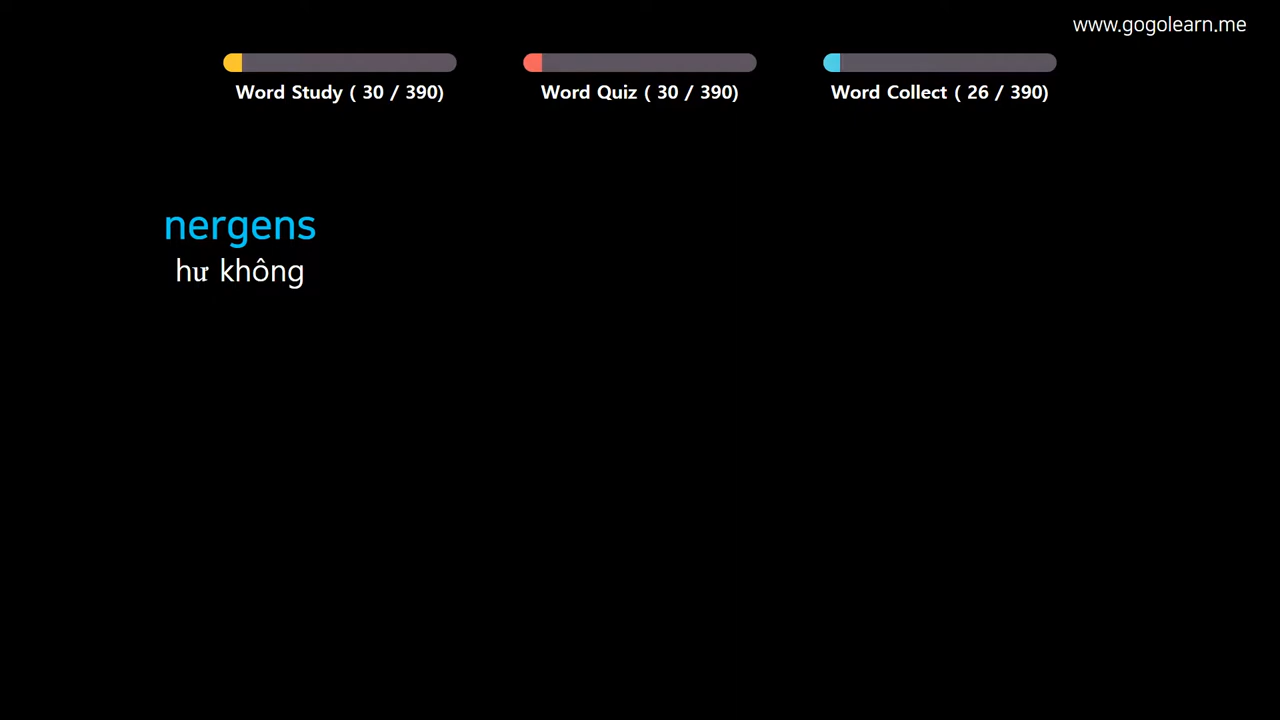 www.gogolearn.me
Word Study ( 30 / 390)
Word Quiz ( 30 / 390)
Word Collect ( 26 / 390)
nergens
hư không